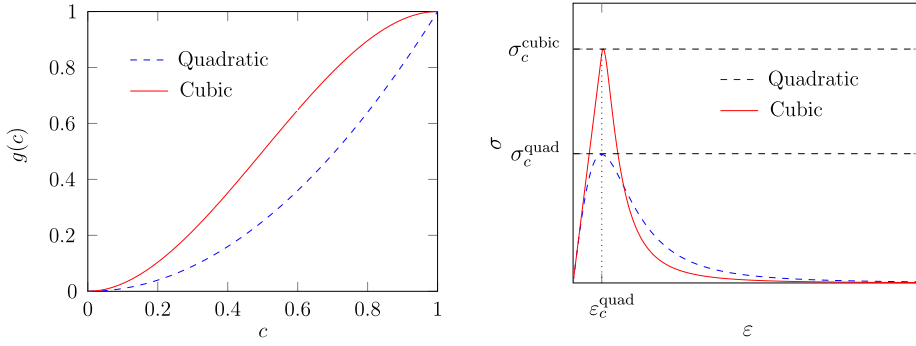 1
0.8
0.6
0.4
0.2
0
g(c)
Quadratic
Cubic
0 0.2 0.4 0.6 0.8 1
c
σ_c^cubic
σ_c^quad
σ
Quadratic
Cubic
ε_c^quad
ε